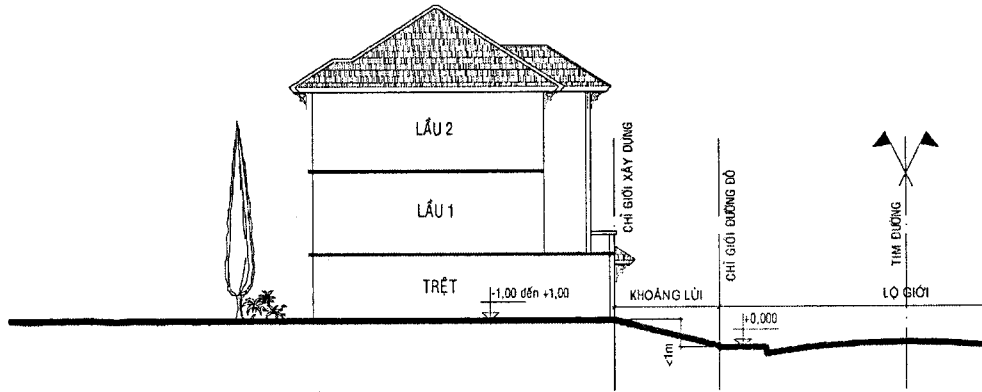 LẦU 2
LẦU 1
TRỆT
-1,00 đến +1,00
CHỈ GIỚI XÂY DỰNG
KHOẢNG LÙI
<1m
CHỈ GIỚI ĐƯỜNG ĐỎ
+0,000
TIM ĐƯỜNG
LỘ GIỚI